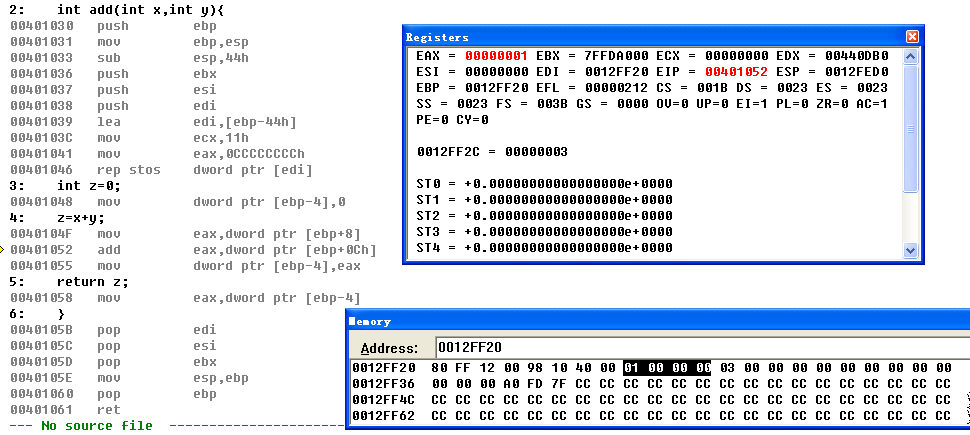 2:    int add(int x,int y){
00401030   push        ebp
00401031   mov         ebp,esp
00401033   sub         esp,44h
00401036   push        ebx
00401037   push        esi
00401038   push        edi
00401039   lea         edi,[ebp-44h]
0040103C   mov         ecx,11h
00401041   mov         eax,0CCCCCCCCh
00401046   rep stos    dword ptr [edi]
3:    int z=0;
00401048   mov         dword ptr [ebp-4],0
4:    z=x+y;
0040104F   mov         eax,dword ptr [ebp+8]
00401052   add         eax,dword ptr [ebp+0Ch]
00401055   mov         dword ptr [ebp-4],eax
5:    return z;
00401058   mov         eax,dword ptr [ebp-4]
6:    }
0040105B   pop         edi
0040105C   pop         esi
0040105D   pop         ebx
0040105E   mov         esp,ebp
00401060   pop         ebp
00401061   ret
--- No source file  ---------------------
Registers
EAX = 00000001 EBX = 7FFDA000 ECX = 00000000 EDX = 00440DB0
ESI = 00000000 EDI = 0012FF20 EIP = 00401052 ESP = 0012FED0
EBP = 0012FF20 EFL = 00000212 CS = 001B DS = 0023 ES = 0023
SS = 0023 FS = 003B GS = 0000 OV=0 UP=0 EI=1 PL=0 ZR=0 AC=1
PE=0 CY=0
0012FF2C = 00000003
ST0 = +0.00000000000000000e+0000
ST1 = +0.00000000000000000e+0000
ST2 = +0.00000000000000000e+0000
ST3 = +0.00000000000000000e+0000
ST4 = +0.00000000000000000e+0000
Memory
Address: 0012FF20
0012FF20  80 FF 12 00 98 10 40 00 01 00 00 00 03 00 00 00 00 00 00 00 00 00
0012FF36  00 00 00 A0 FD 7F CC CC CC CC CC CC CC CC CC CC CC CC CC CC CC CC
0012FF4C  CC CC CC CC CC CC CC CC CC CC CC CC CC CC CC CC CC CC CC CC CC CC
0012FF62  CC CC CC CC CC CC CC CC CC CC CC CC CC CC CC CC CC CC CC CC CC CC